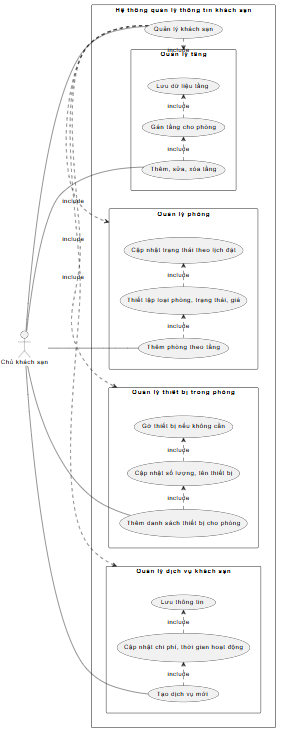 Hệ thống quản lý thông tin khách sạn
Quản lý khách sạn
include
Quản lý tầng
Lưu dữ liệu tầng
include
Gán tầng cho phòng
include
Thêm, sửa, xóa tầng
include
Quản lý phòng
include
Cập nhật trạng thái theo lịch đặt
include
include
Thiết lập loại phòng, trạng thái, giá
include
Chủ khách sạn
Thêm phòng theo tầng
Quản lý thiết bị trong phòng
Gỡ thiết bị nếu không cần
include
Cập nhật số lượng, tên thiết bị
include
Thêm danh sách thiết bị cho phòng
Quản lý dịch vụ khách sạn
Lưu thông tin
include
Cập nhật chi phí, thời gian hoạt động
include
Tạo dịch vụ mới